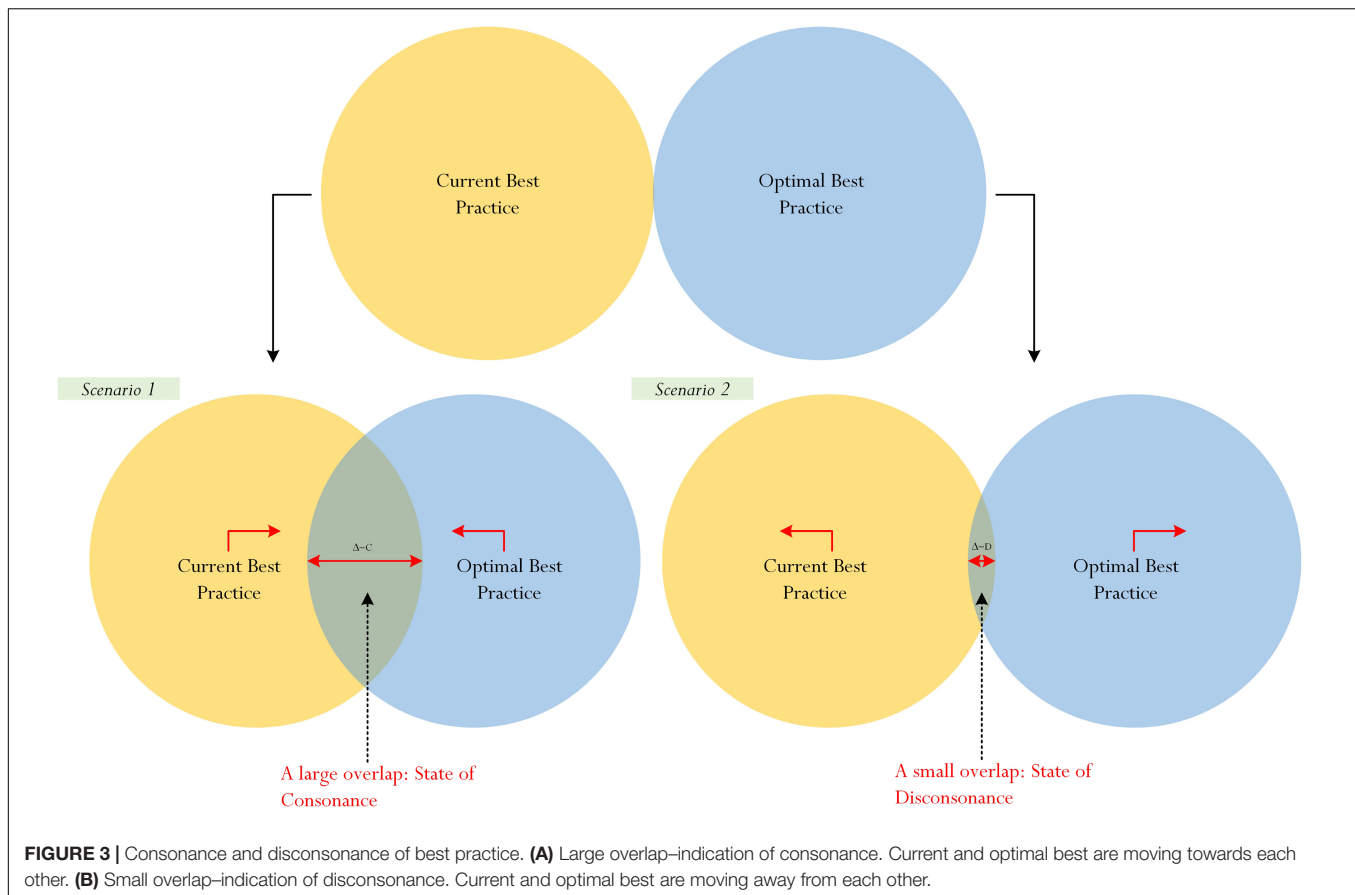 Current Best
Practice
Optimal Best
Practice
Scenario 1
Scenario 2
Δ–C
Current Best
Practice
Optimal Best
Practice
Δ–D
Current Best
Practice
Optimal Best
Practice
A large overlap: State of
Consonance
A small overlap: State of
Disconsonance
FIGURE 3 | Consonance and disconsonance of best practice. (A) Large overlap–indication of consonance. Current and optimal best are moving towards each
other. (B) Small overlap–indication of disconsonance. Current and optimal best are moving away from each other.